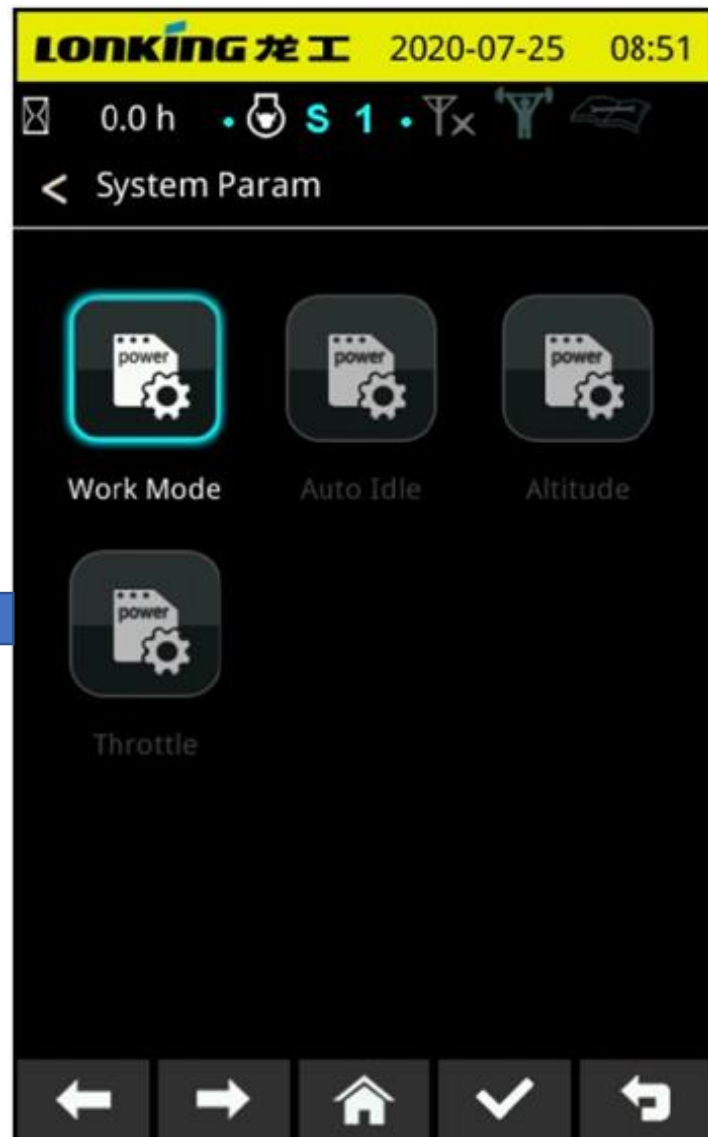 LONKING 龙工 2020-07-25 08:51
0.0 h S 1
< System Param
power power power
Work Mode Auto Idle Altitude
power
Throttle